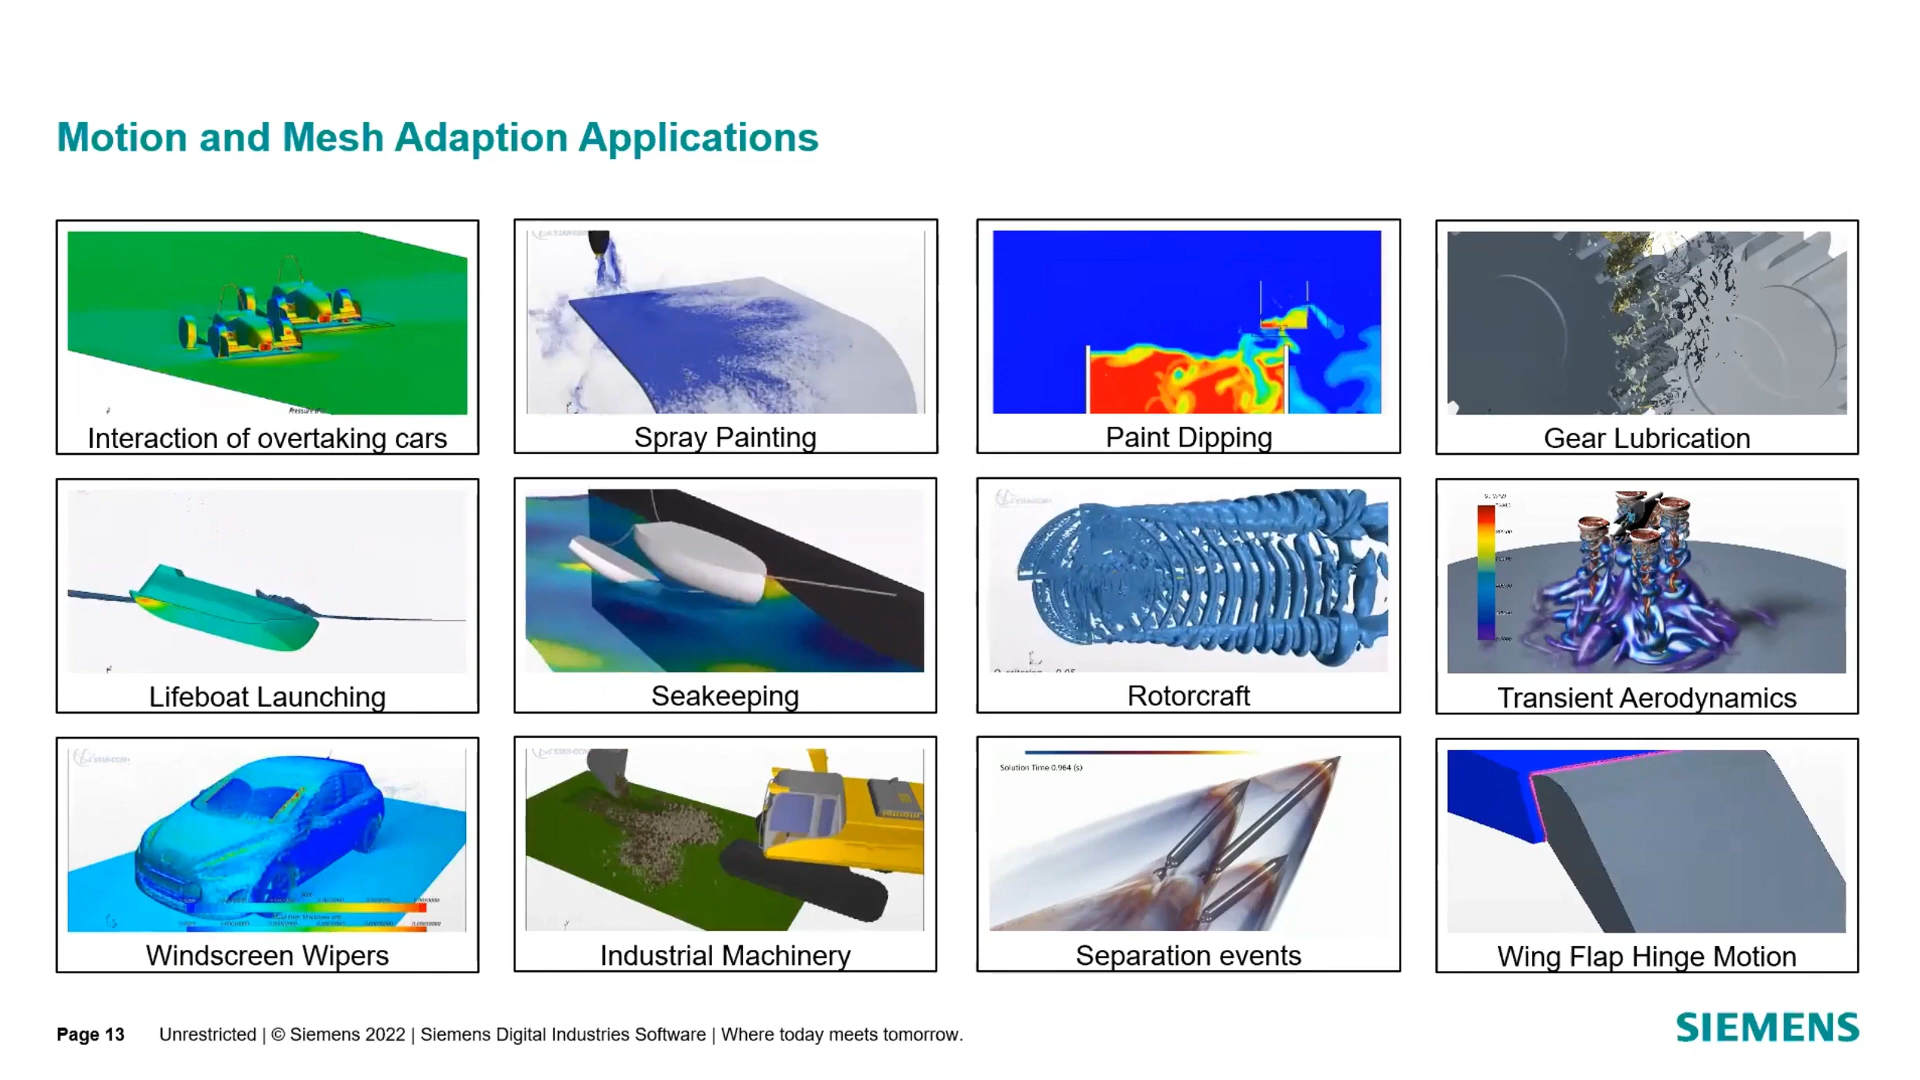 Motion and Mesh Adaption Applications
Interaction of overtaking cars
Spray Painting
Paint Dipping
Gear Lubrication
Lifeboat Launching
Seakeeping
Rotorcraft
Transient Aerodynamics
Solution Time 0.964 (s)
Windscreen Wipers
Industrial Machinery
Separation events
Wing Flap Hinge Motion
Page 13 Unrestricted | © Siemens 2022 | Siemens Digital Industries Software | Where today meets tomorrow.
SIEMENS